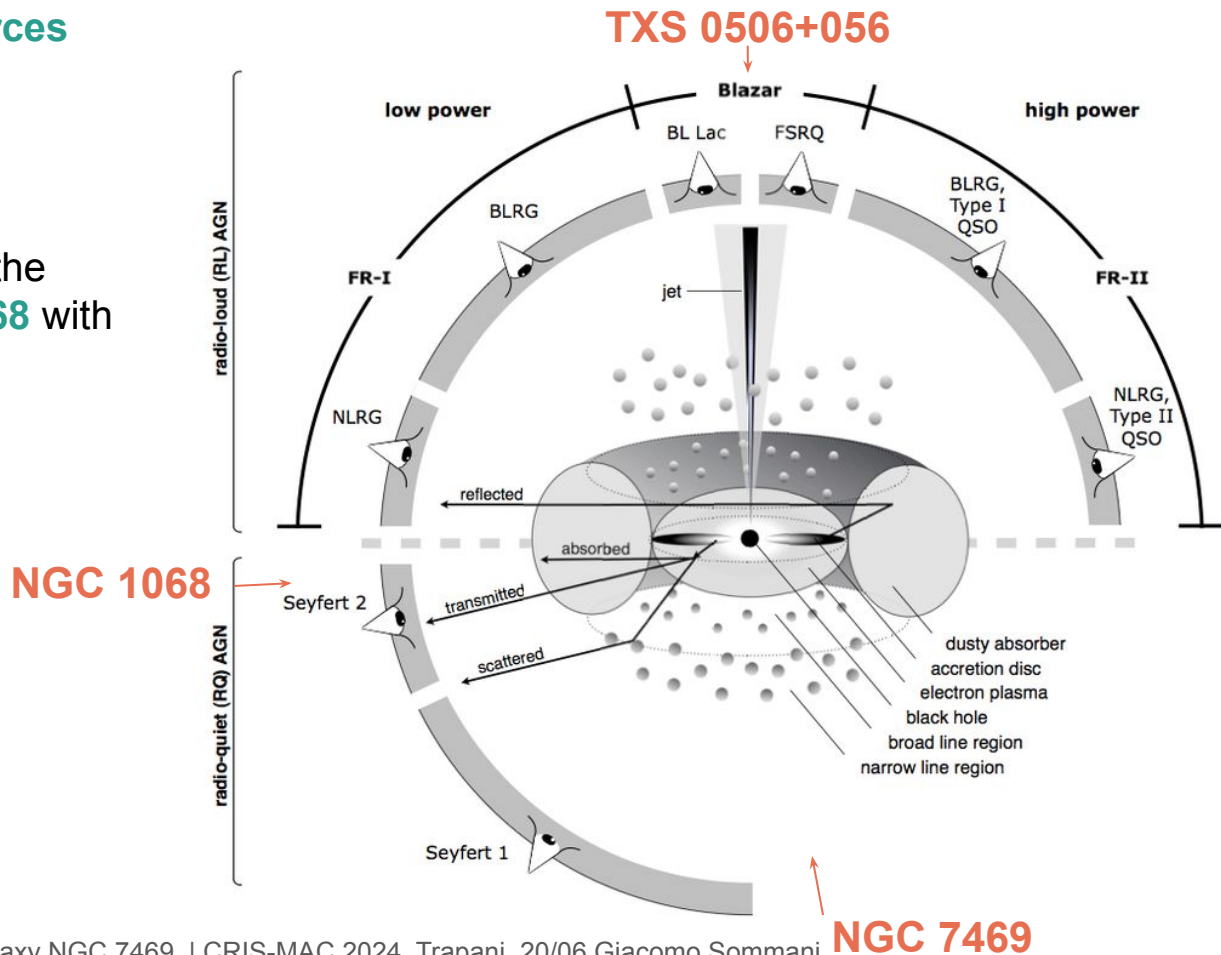 rces
TXS 0506+056
the
68 with
low power
Blazar
high power
BL Lac
FSRQ
BLRG
BLRG,
Type I
QSO
FR-I
FR-II
jet
NLRG
NLRG,
Type II
QSO
radio-loud (RL) AGN
reflected
absorbed
transmitted
scattered
NGC 1068
Seyfert 2
dusty absorber
accretion disc
electron plasma
black hole
broad line region
narrow line region
radio-quiet (RQ) AGN
Seyfert 1
NGC 7469
axy NGC 7469 | CRIS-MAC 2024, Trapani, 20/06 Giacomo Sommani